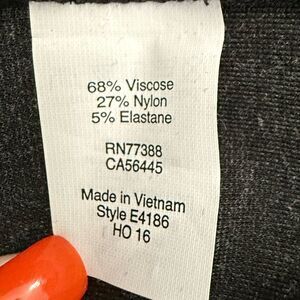 68% Viscose
27% Nylon
5% Elastane
RN77388
CA56445
Made in Vietnam
Style E4186
HO 16